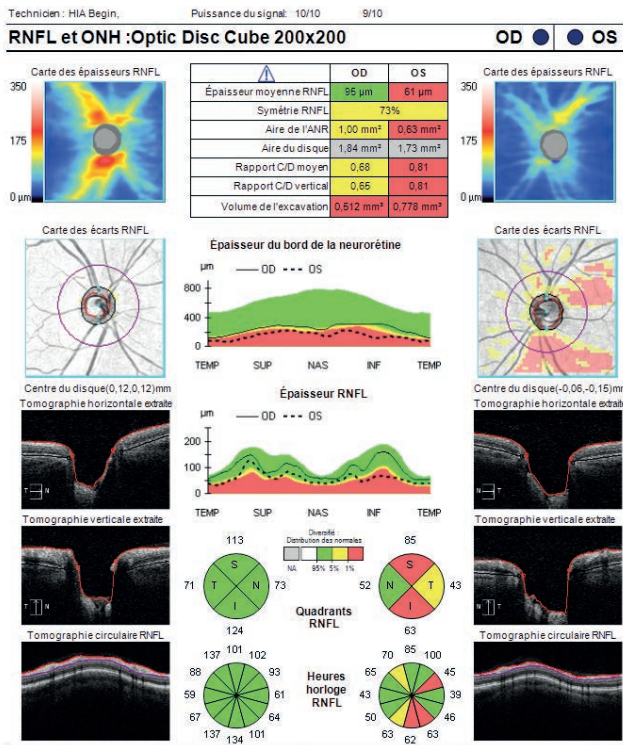 Technicien : HIA Begin, Puissance du signal: 10/10 9/10
RNFL et ONH :Optic Disc Cube 200x200 OD OS
Carte des épaisseurs RNFL
350
175
0 µm
OD OS
Épaisseur moyenne RNFL 95 µm 61 µm
Symétrie RNFL 73%
Aire de l'ANR 1,00 mm² 0,63 mm²
Aire du disque 1,84 mm² 1,73 mm²
Rapport C/D moyen 0,68 0,81
Rapport C/D vertical 0,65 0,81
Volume de l'excavation 0,512 mm³ 0,778 mm³
Carte des épaisseurs RNFL
350
175
0 µm
Carte des écarts RNFL
Centre du disque(0,12,0,12)mm
Épaisseur du bord de la neurorétine
µm OD OS
800
400
0
TEMP SUP NAS INF TEMP
Carte des écarts RNFL
Centre du disque(-0,06,-0,15)mm
Tomographie horizontale extraite
T N
Épaisseur RNFL
µm OD OS
200
100
0
TEMP SUP NAS INF TEMP
Tomographie horizontale extraite
N T
Tomographie verticale extraite
T N
Diversité :
Distribution des normales
NA 95% 5% 1%
113
71 T S N I 73
124
Quadrants
RNFL
85
52 N S T I 43
63
Tomographie verticale extraite
N T
Tomographie circulaire RNFL
137 101 102
88 93
59 61
67 64
137 134 101
Heures
horloge
RNFL
70 85 100
65 45
43 39
50 46
63 62 63
Tomographie circulaire RNFL